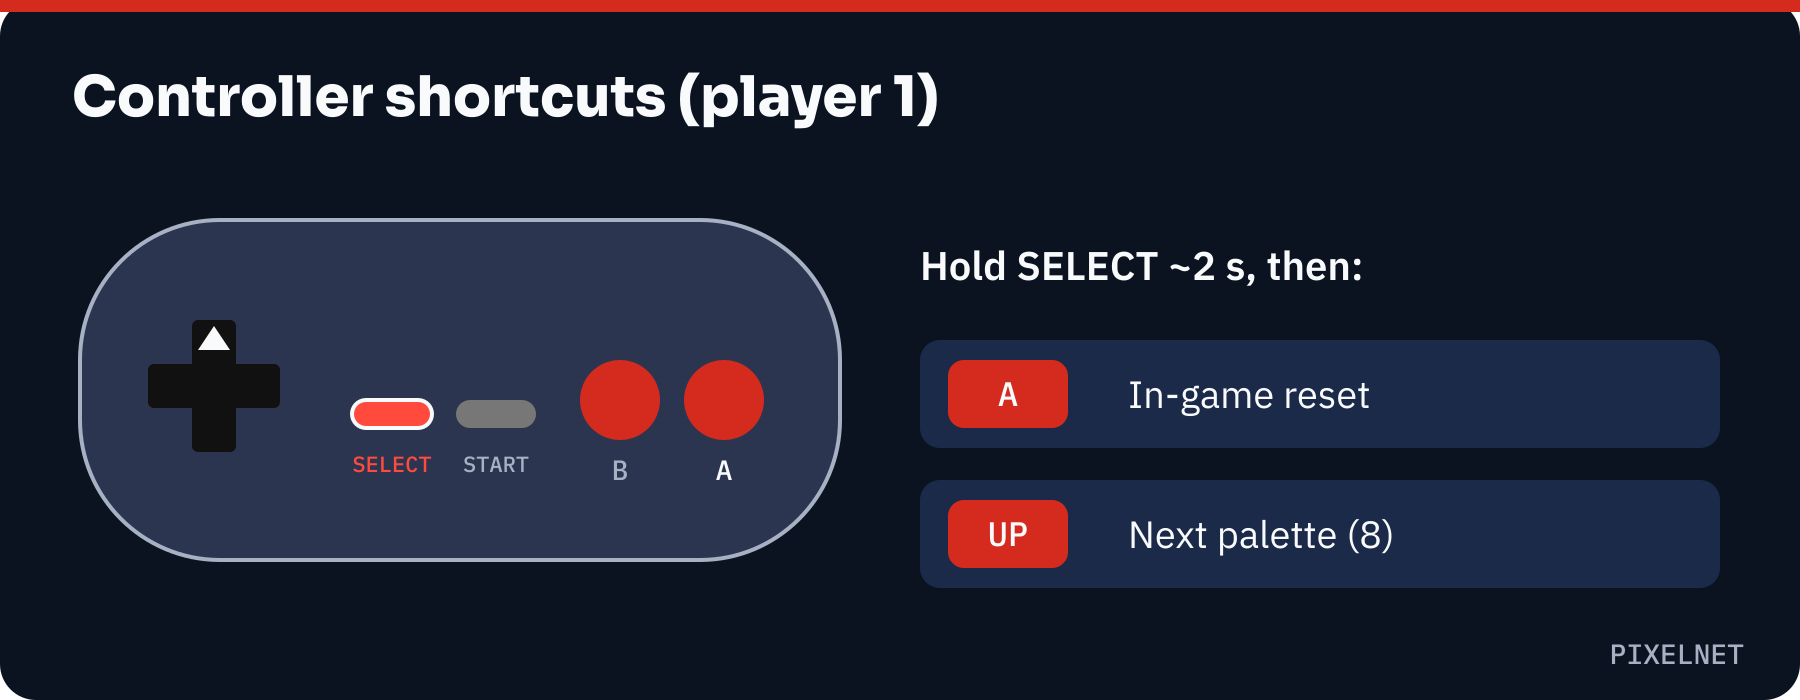 Controller shortcuts (player 1)
SELECT
START
B
A
Hold SELECT ~2 s, then:
A In-game reset
UP Next palette (8)
PIXELNET